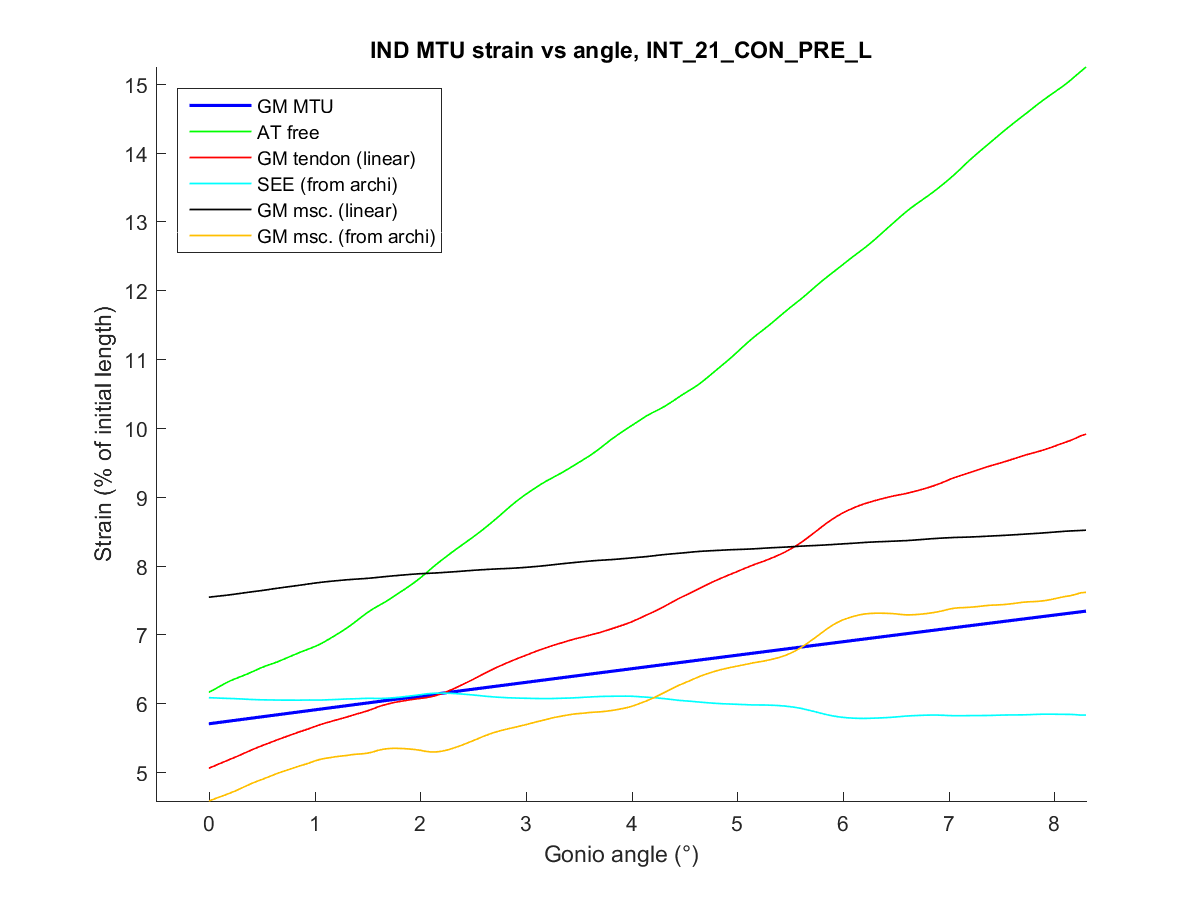 IND MTU strain vs angle, INT_21_CON_PRE_L
15
14
13
12
11
10
9
8
7
6
5
Strain (% of initial length)
GM MTU
AT free
GM tendon (linear)
SEE (from archi)
GM msc. (linear)
GM msc. (from archi)
0 1 2 3 4 5 6 7 8
Gonio angle (°)